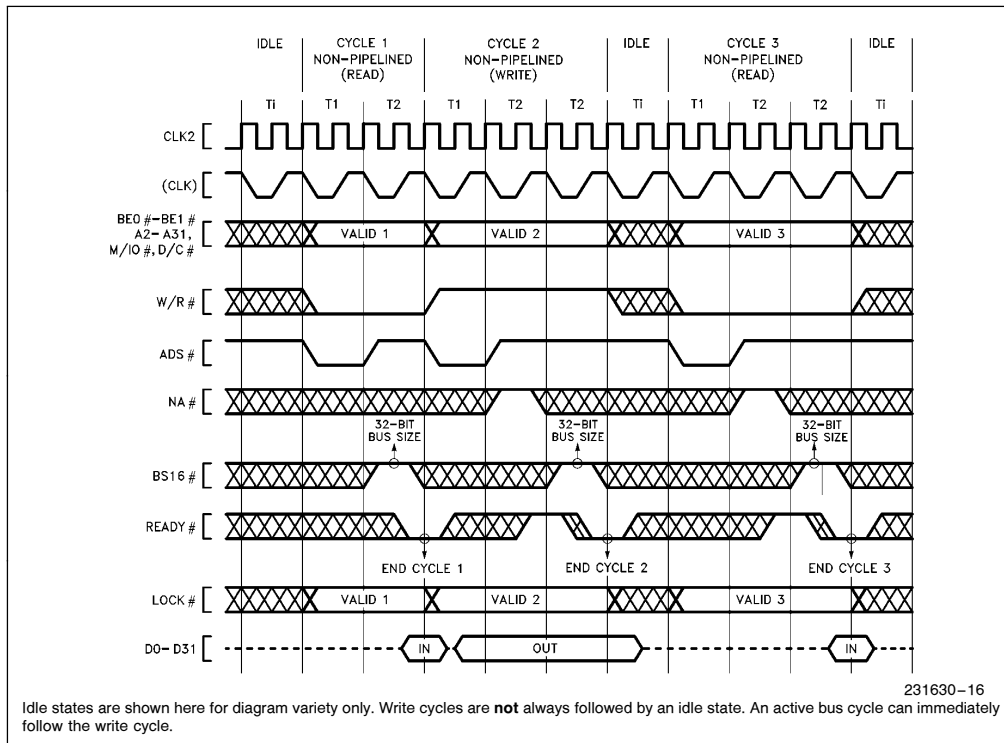 IDLE CYCLE 1 CYCLE 2 IDLE CYCLE 3 IDLE
NON-PIPELINED NON-PIPELINED NON-PIPELINED
(READ) (WRITE) (READ)
Ti T1 T2 T1 T2 T2 Ti T1 T2 T2 Ti
CLK2
(CLK)
BE0 #-BE1 #
A2-A31,
M/IO #, D/C #
VALID 1 VALID 2 VALID 3
W/R #
ADS #
NA #
32-BIT 32-BIT 32-BIT
BUS SIZE BUS SIZE BUS SIZE
BS16 #
READY #
END CYCLE 1 END CYCLE 2 END CYCLE 3
LOCK # VALID 1 VALID 2 VALID 3
D0-D31 IN OUT IN
231630-16
Idle states are shown here for diagram variety only. Write cycles are not always followed by an idle state. An active bus cycle can immediately
follow the write cycle.